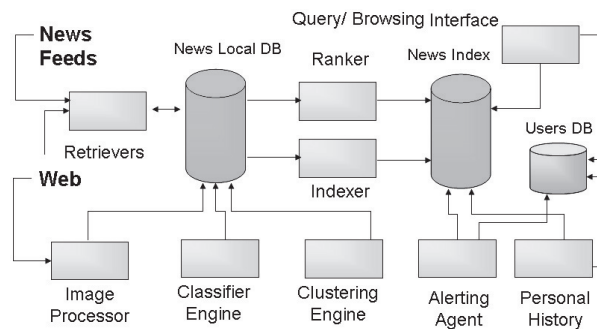 Query/ Browsing Interface
News
Feeds
News Local DB
Ranker
News Index
Users DB
Retrievers
Web
Indexer
Image
Processor
Classifier
Engine
Clustering
Engine
Alerting
Agent
Personal
History